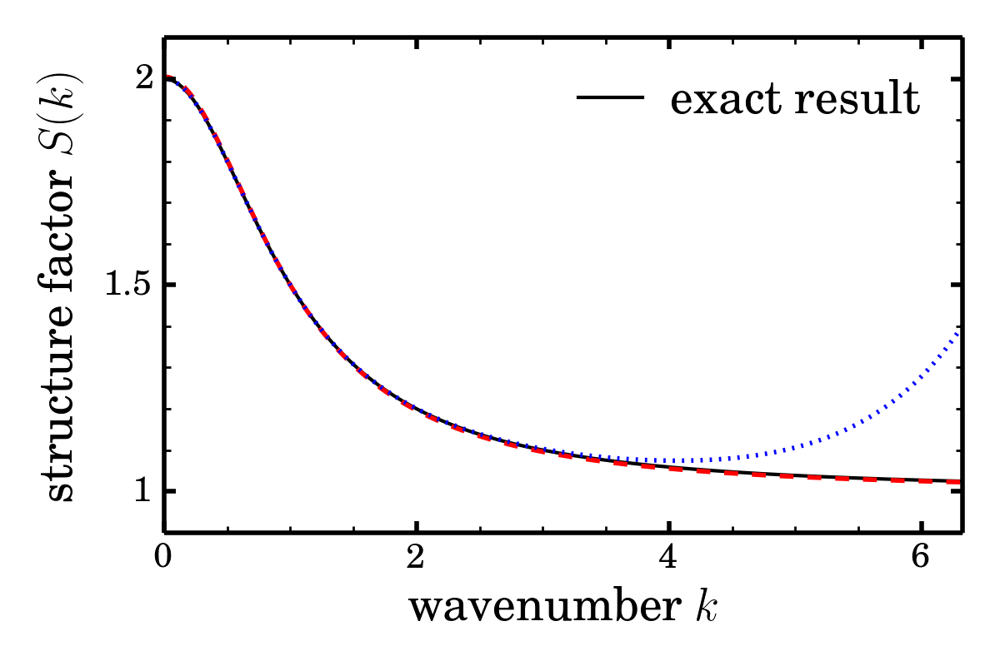 structure factor S(k)
2
1.5
1
exact result
0 2 4 6
wavenumber k